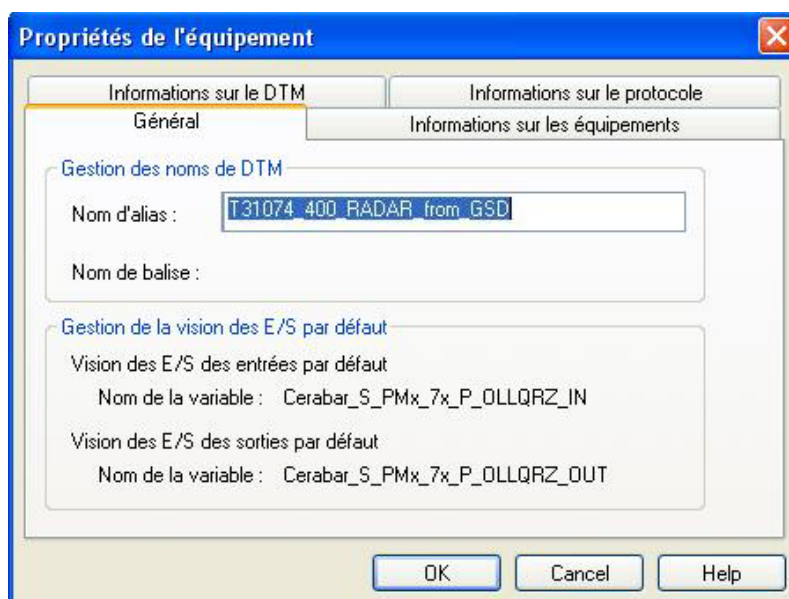 Propriétés de l'équipement
Informations sur le DTM
Informations sur le protocole
Général
Informations sur les équipements
Gestion des noms de DTM
Nom d'alias :
T31074_400_RADAR_from_GSD
Nom de balise :
Gestion de la vision des E/S par défaut
Vision des E/S des entrées par défaut
Nom de la variable : Cerabar_S_PMx_7x_P_OLLQRZ_IN
Vision des E/S des sorties par défaut
Nom de la variable : Cerabar_S_PMx_7x_P_OLLQRZ_OUT
OK
Cancel
Help